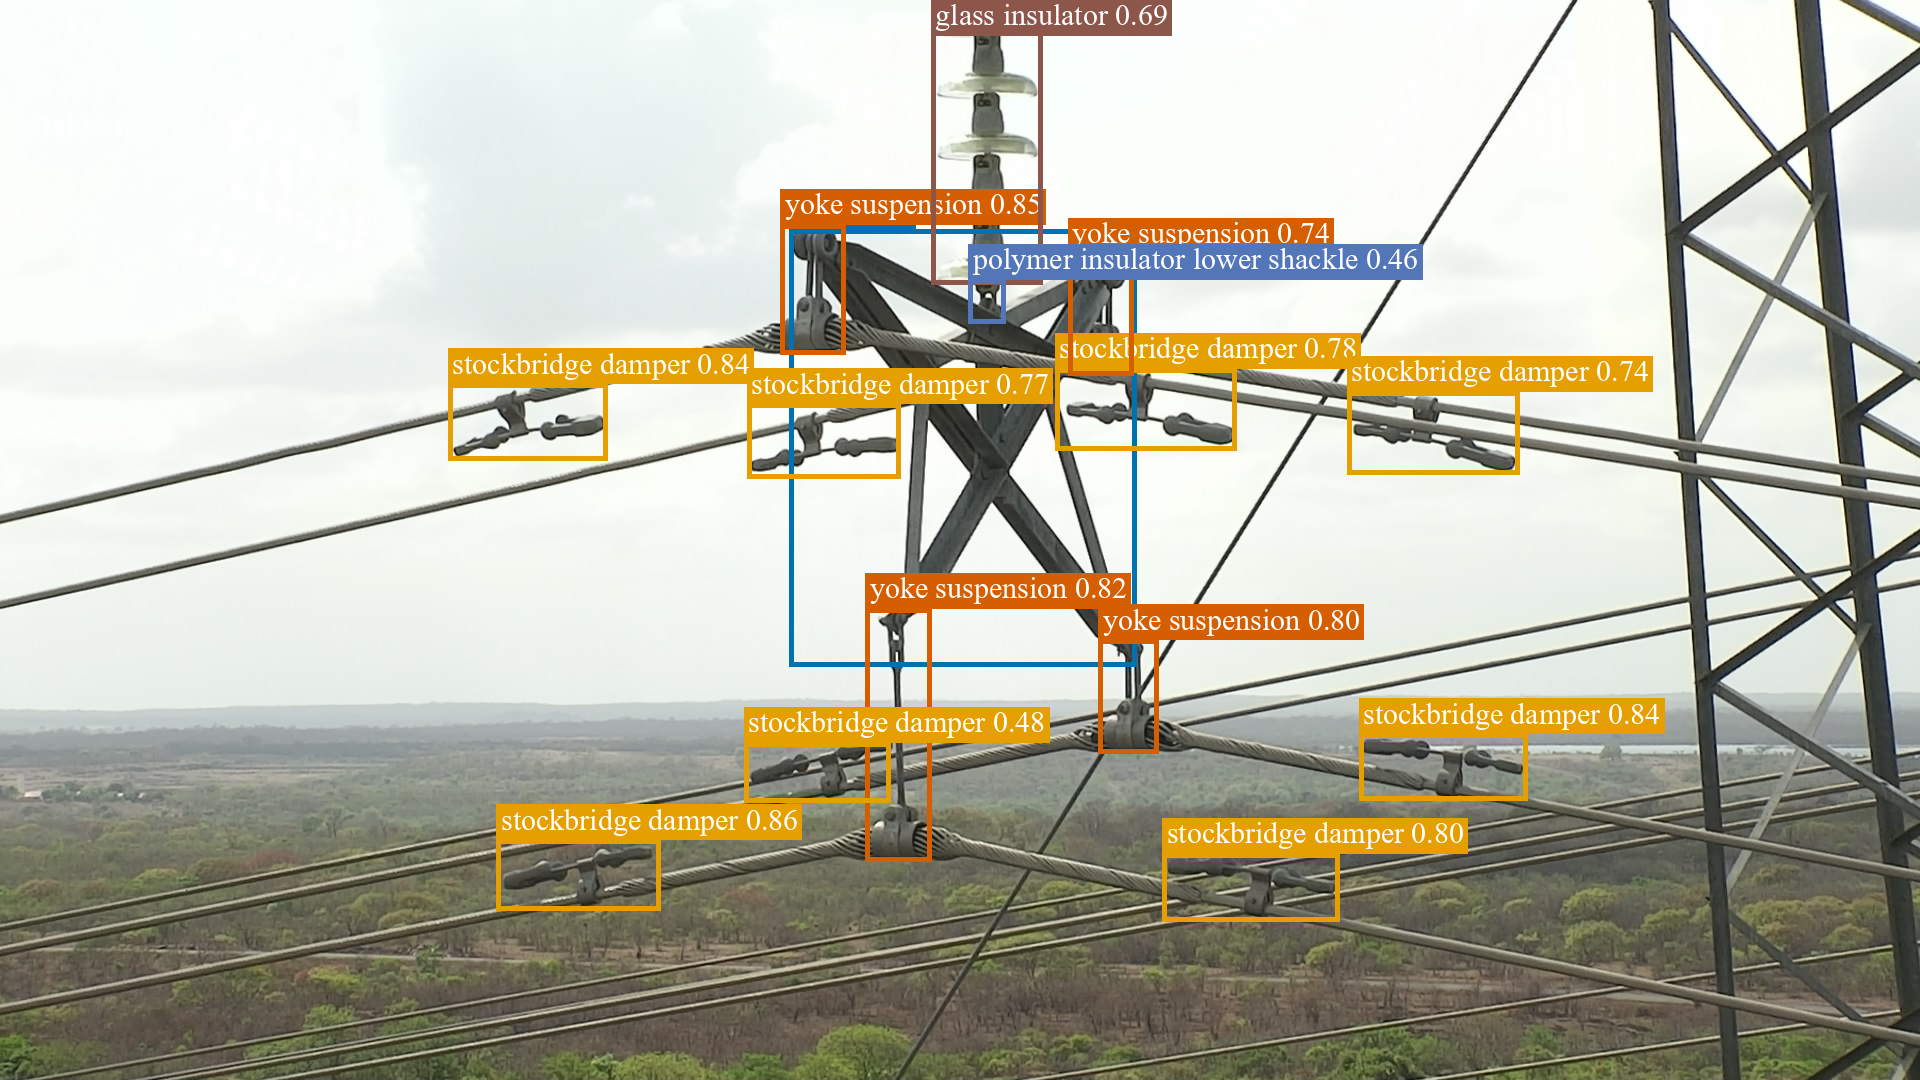 glass insulator 0.69
yoke suspension 0.85
yoke suspension 0.74
polymer insulator lower shackle 0.46
stockbridge damper 0.84
stockbridge damper 0.77
stockbridge damper 0.78
stockbridge damper 0.74
yoke suspension 0.82
yoke suspension 0.80
stockbridge damper 0.48
stockbridge damper 0.84
stockbridge damper 0.86
stockbridge damper 0.80